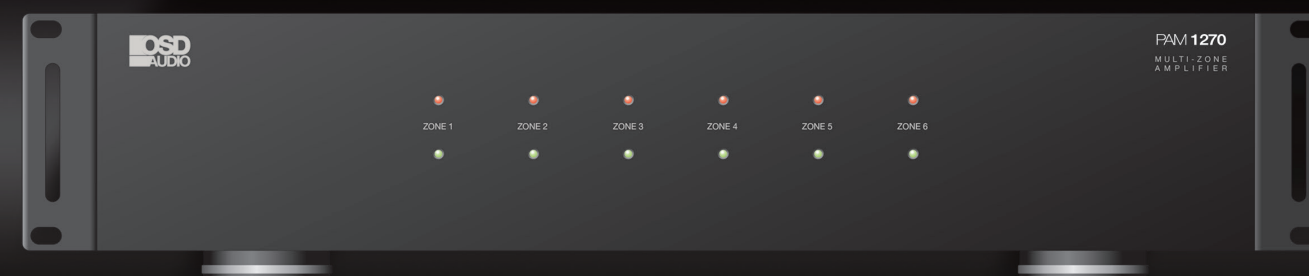 OSD
AUDIO
PAM 1270
MULTI-ZONE
AMPLIFIER
ZONE 1
ZONE 2
ZONE 3
ZONE 4
ZONE 5
ZONE 6